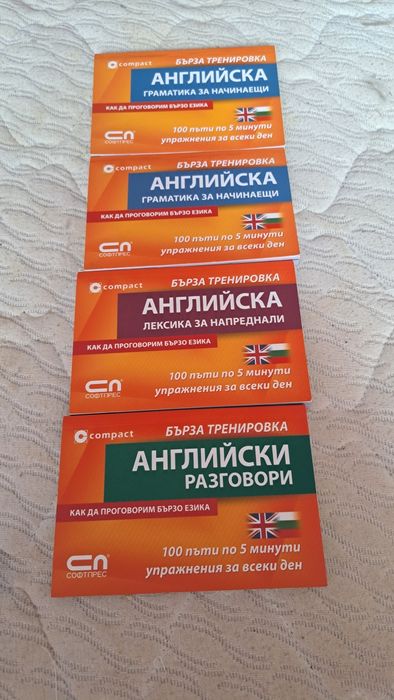 compact
БЪРЗА ТРЕНИРОВКА
АНГЛИЙСКА
ГРАМАТИКА ЗА НАЧИНАЕЩИ
КАК ДА ПРОГОВОРИМ БЪРЗО ЕЗИКА
100 пъти по 5 минути
упражнения за всеки ден
СОФТПРЕС
compact
БЪРЗА ТРЕНИРОВКА
АНГЛИЙСКА
ГРАМАТИКА ЗА НАЧИНАЕЩИ
КАК ДА ПРОГОВОРИМ БЪРЗО ЕЗИКА
100 пъти по 5 минути
упражнения за всеки ден
СОФТПРЕС
compact
БЪРЗА ТРЕНИРОВКА
АНГЛИЙСКА
ЛЕКСИКА ЗА НАПРЕДНАЛИ
КАК ДА ПРОГОВОРИМ БЪРЗО ЕЗИКА
100 пъти по 5 минути
упражнения за всеки ден
СОФТПРЕС
compact
БЪРЗА ТРЕНИРОВКА
АНГЛИЙСКИ
РАЗГОВОРИ
КАК ДА ПРОГОВОРИМ БЪРЗО ЕЗИКА
100 пъти по 5 минути
упражнения за всеки ден
СОФТПРЕС